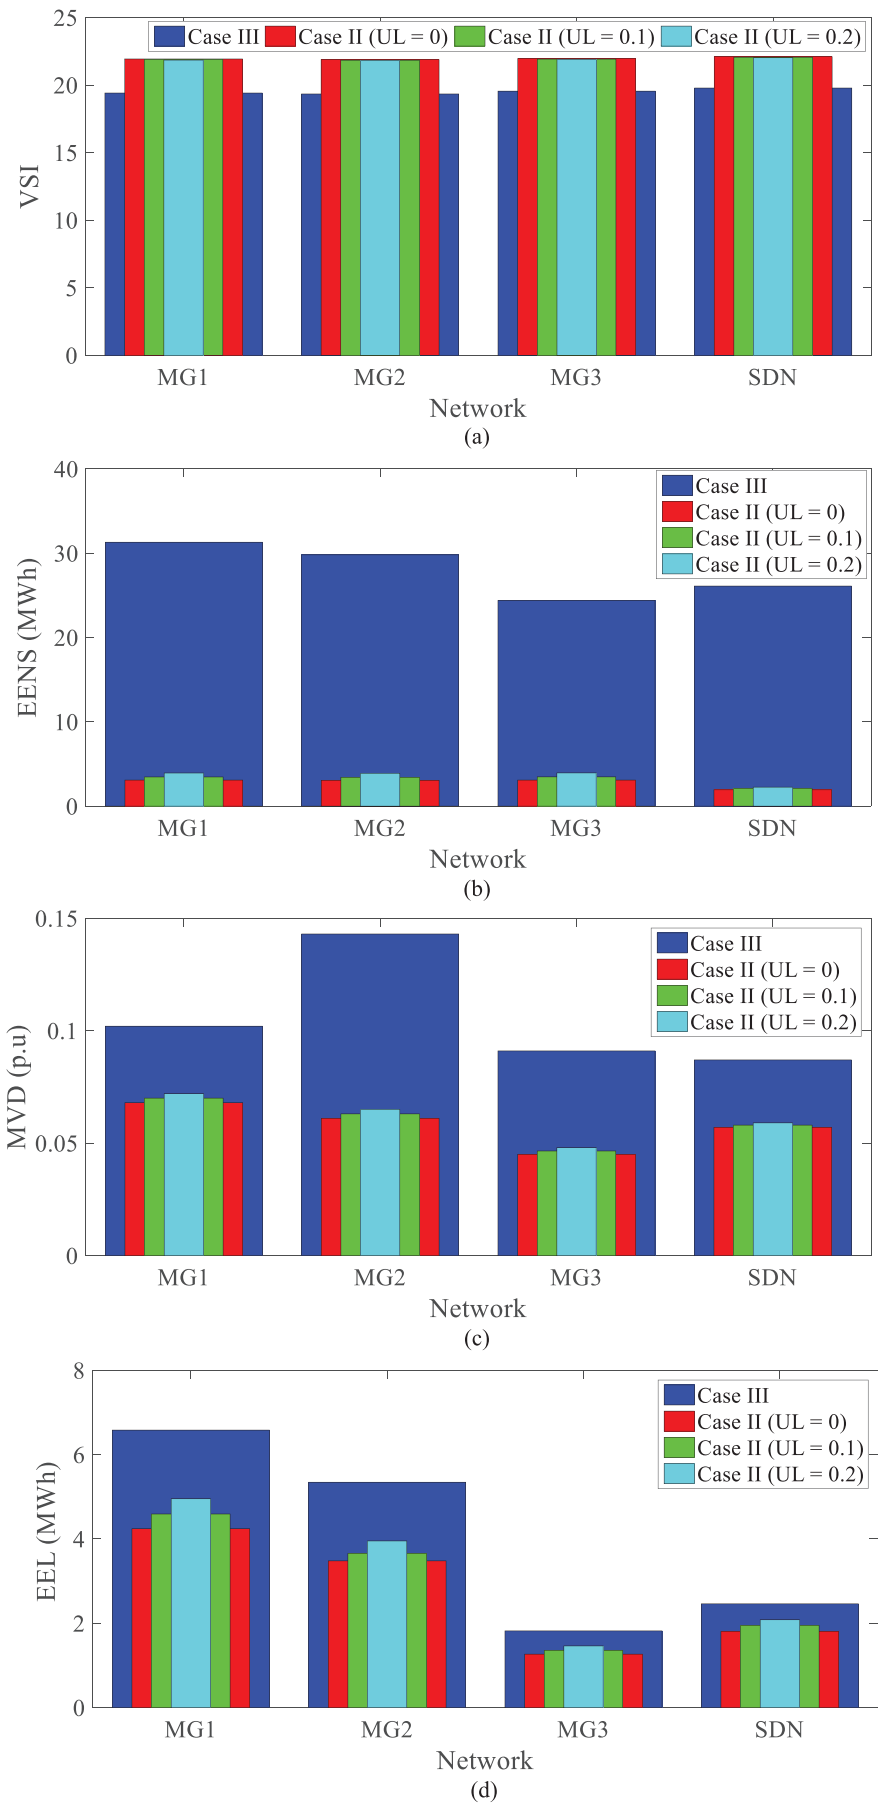 25
Case III Case II (UL = 0) Case II (UL = 0.1) Case II (UL = 0.2)
20
15
VSI
10
5
0
MG1 MG2 MG3 SDN
Network
(a)
40
Case III
Case II (UL = 0)
Case II (UL = 0.1)
Case II (UL = 0.2)
30
EENS (MWh)
20
10
0
MG1 MG2 MG3 SDN
Network
(b)
0.15
Case III
Case II (UL = 0)
Case II (UL = 0.1)
Case II (UL = 0.2)
0.1
MVD (p.u)
0.05
0
MG1 MG2 MG3 SDN
Network
(c)
8
Case III
Case II (UL = 0)
Case II (UL = 0.1)
Case II (UL = 0.2)
6
EEL (MWh)
4
2
0
MG1 MG2 MG3 SDN
Network
(d)